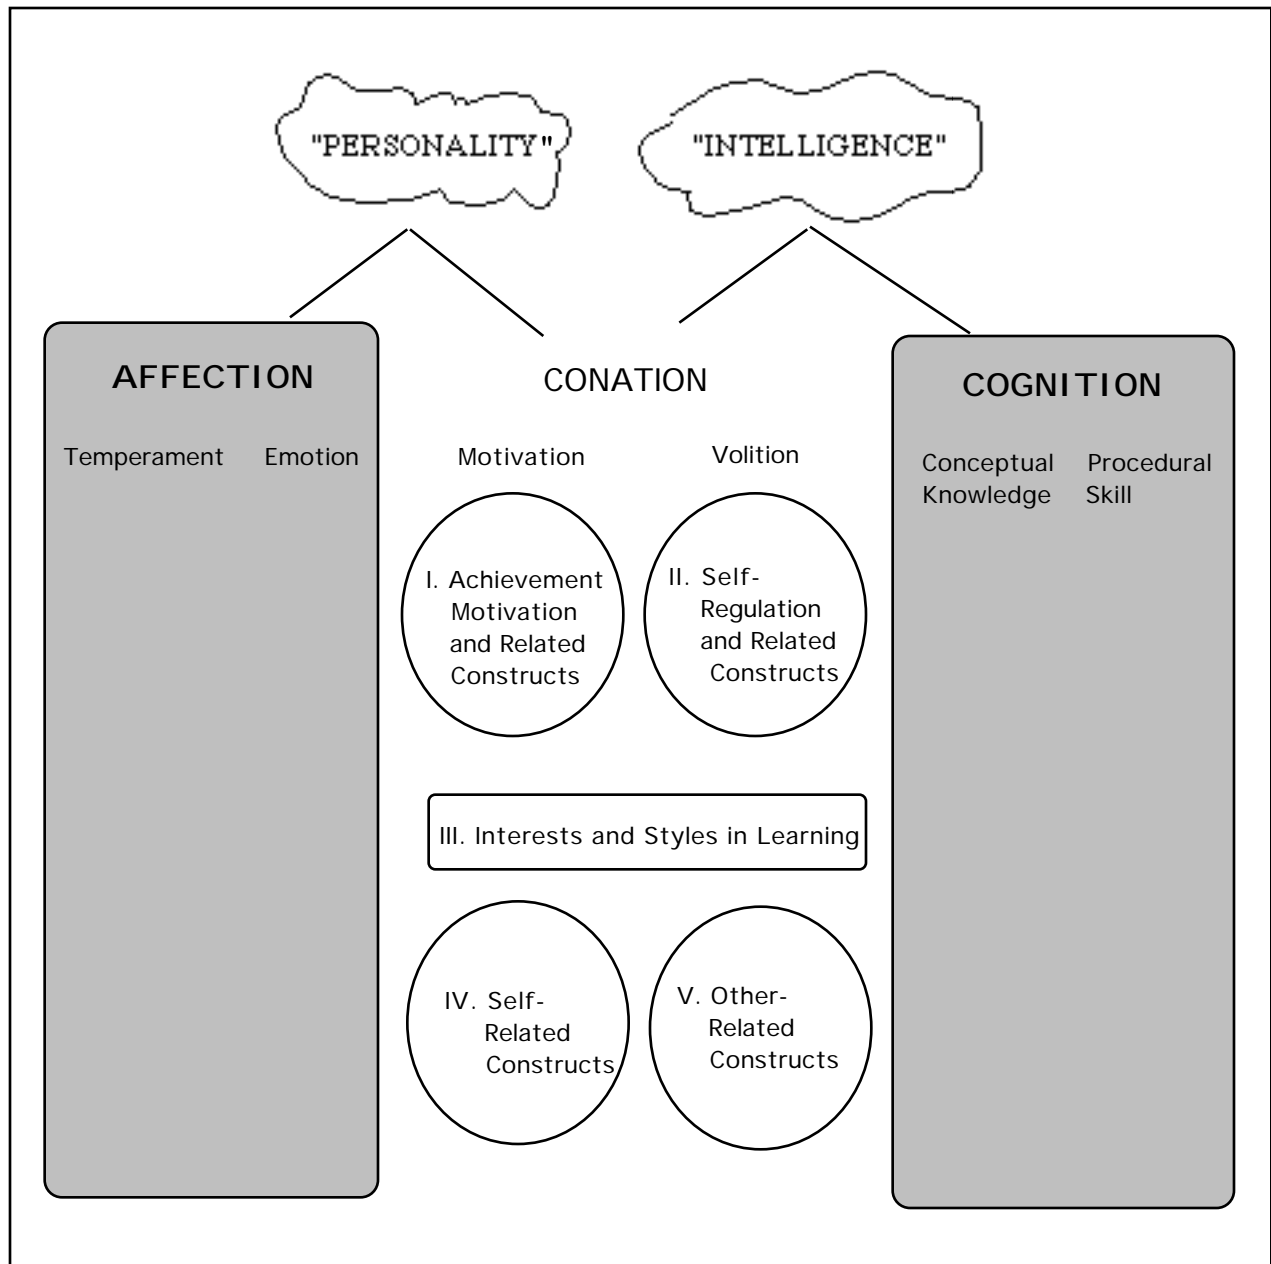 "PERSONALITY"
"INTELLIGENCE"
AFFECTION
Temperament Emotion
CONATION
Motivation
Volition
I. Achievement
Motivation
and Related
Constructs
II. Self-
Regulation
and Related
Constructs
III. Interests and Styles in Learning
IV. Self-
Related
Constructs
V. Other-
Related
Constructs
COGNITION
Conceptual Procedural
Knowledge Skill